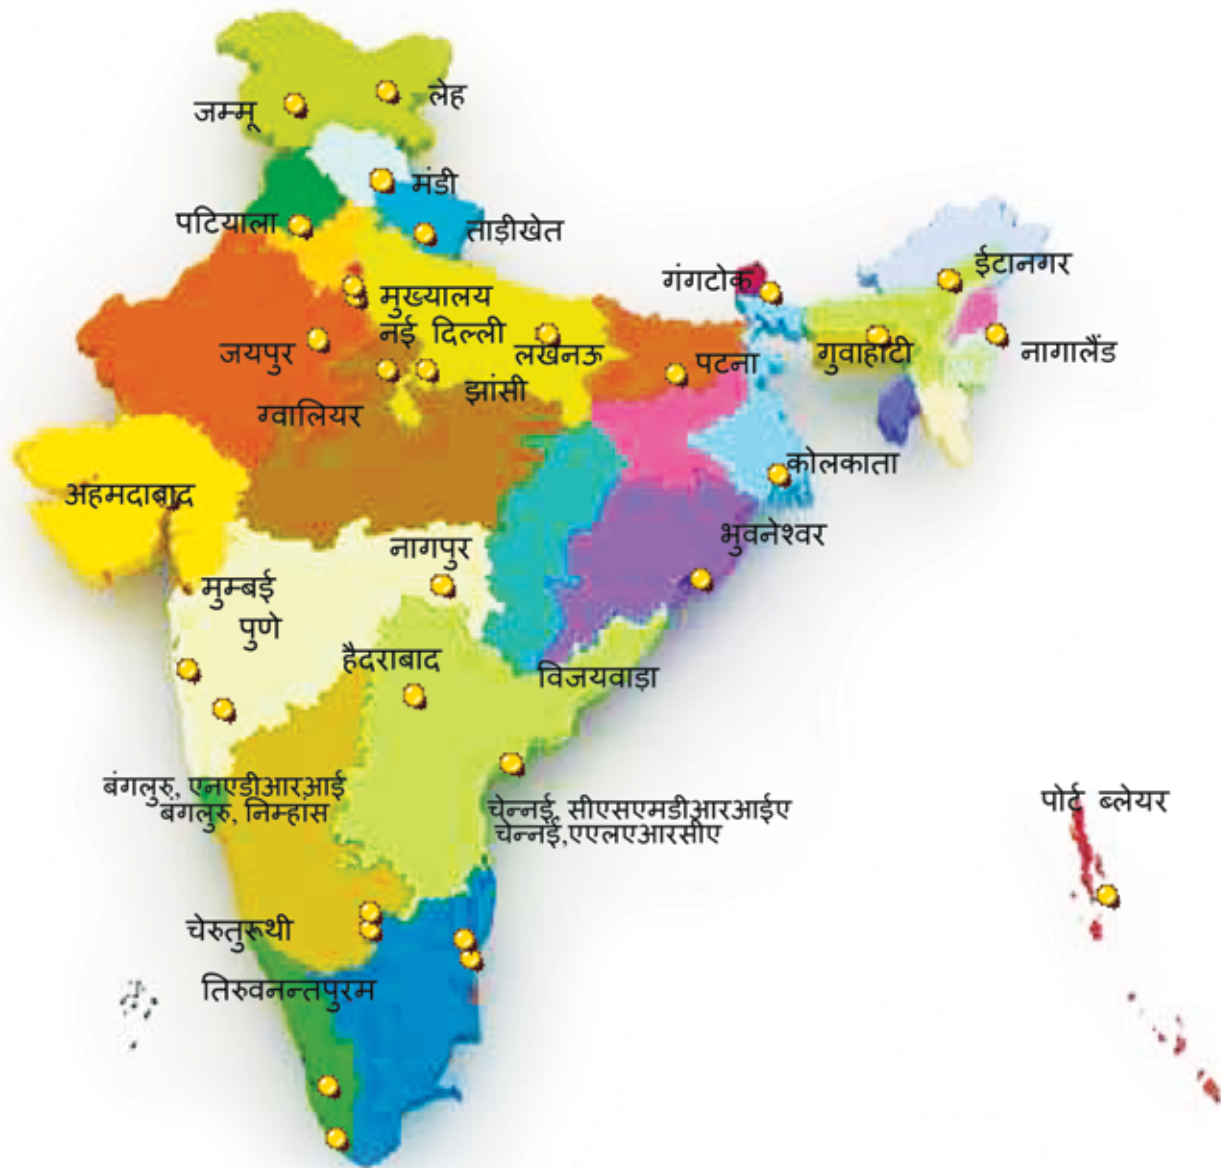 लेह
जम्मू
मंडी
पटियाला
ताड़ीखेत
गंगटोक
ईटानगर
मुख्यालय
नई दिल्ली
जयपुर
लखनऊ
पटना
गुवाहाटी
नागालैंड
झांसी
ग्वालियर
कोलकाता
अहमदाबाद
भुवनेश्वर
नागपुर
मुम्बई
पुणे
हैदराबाद
विजयवाड़ा
बंगलुरु, एनएडीआरआई
बंगलुरु, निम्हांस
चेन्नई, सीएसएमडीआरआईए
चेन्नई,एएलएआरसीए
पोर्ट ब्लेयर
चेरुतुरूथी
तिरुवनन्तपुरम